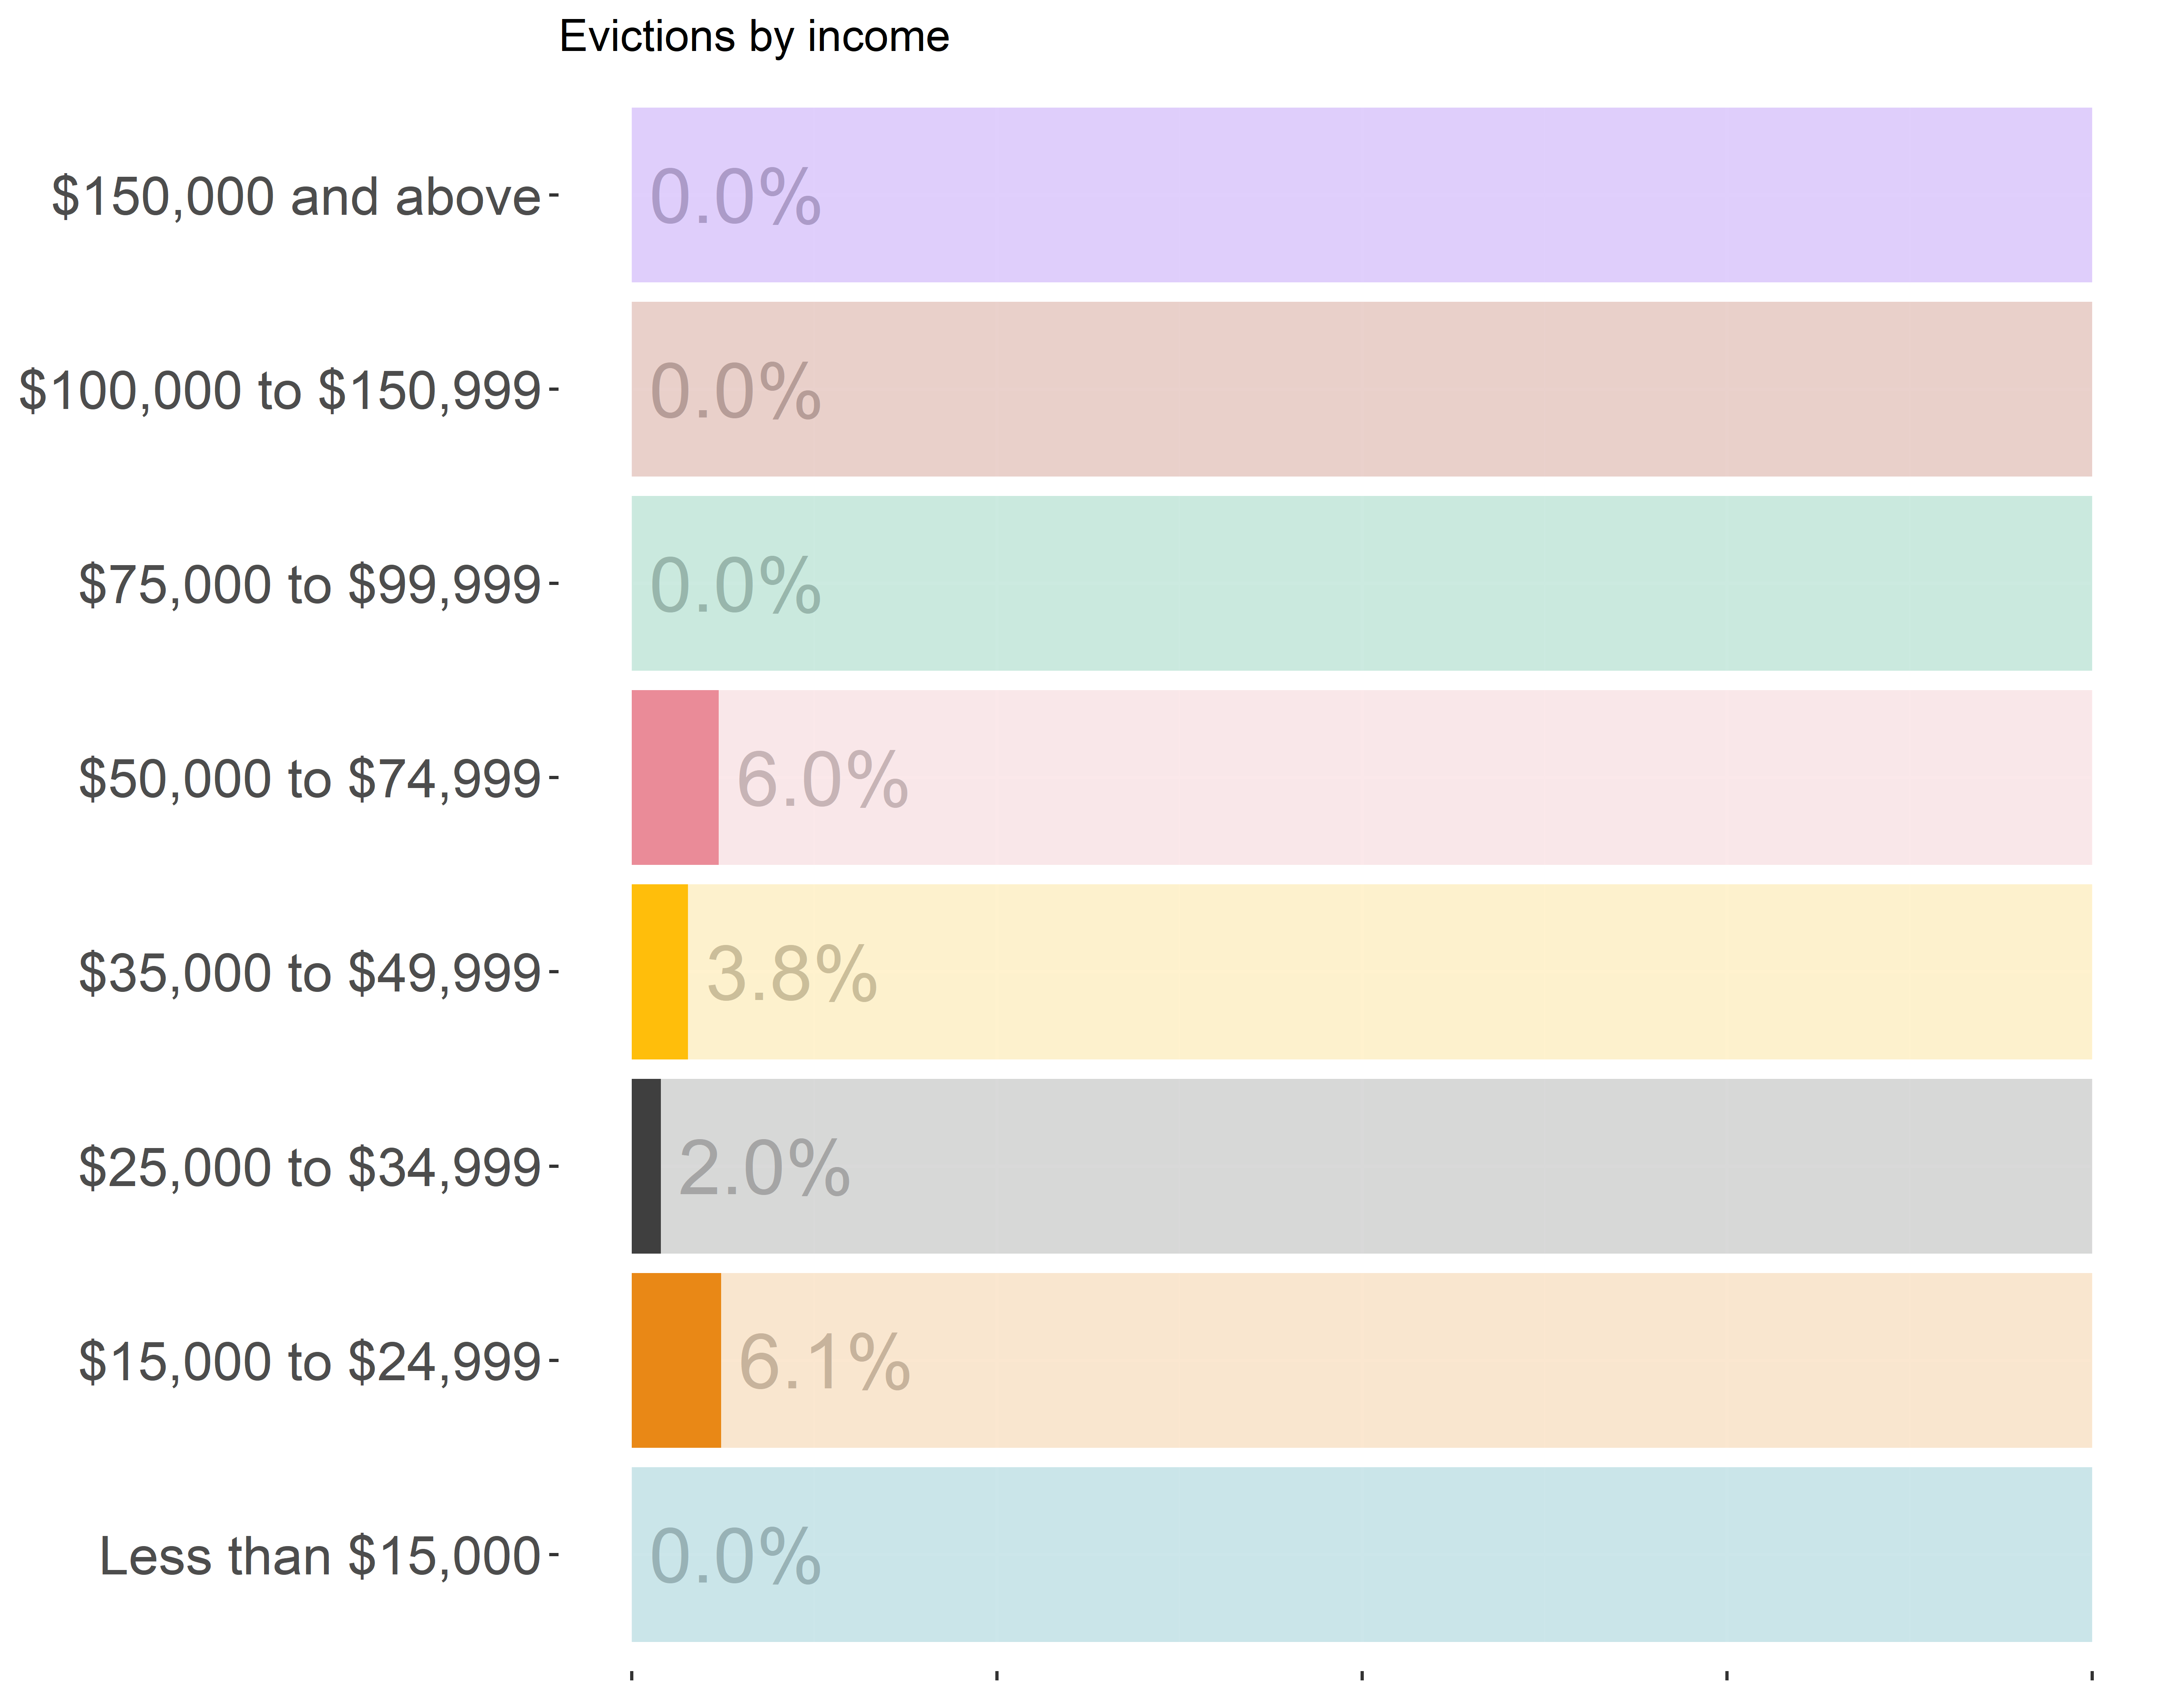 Evictions by income
$150,000 and above
0.0%
$100,000 to $150,999
0.0%
$75,000 to $99,999
0.0%
$50,000 to $74,999
6.0%
$35,000 to $49,999
3.8%
$25,000 to $34,999
2.0%
$15,000 to $24,999
6.1%
Less than $15,000
0.0%